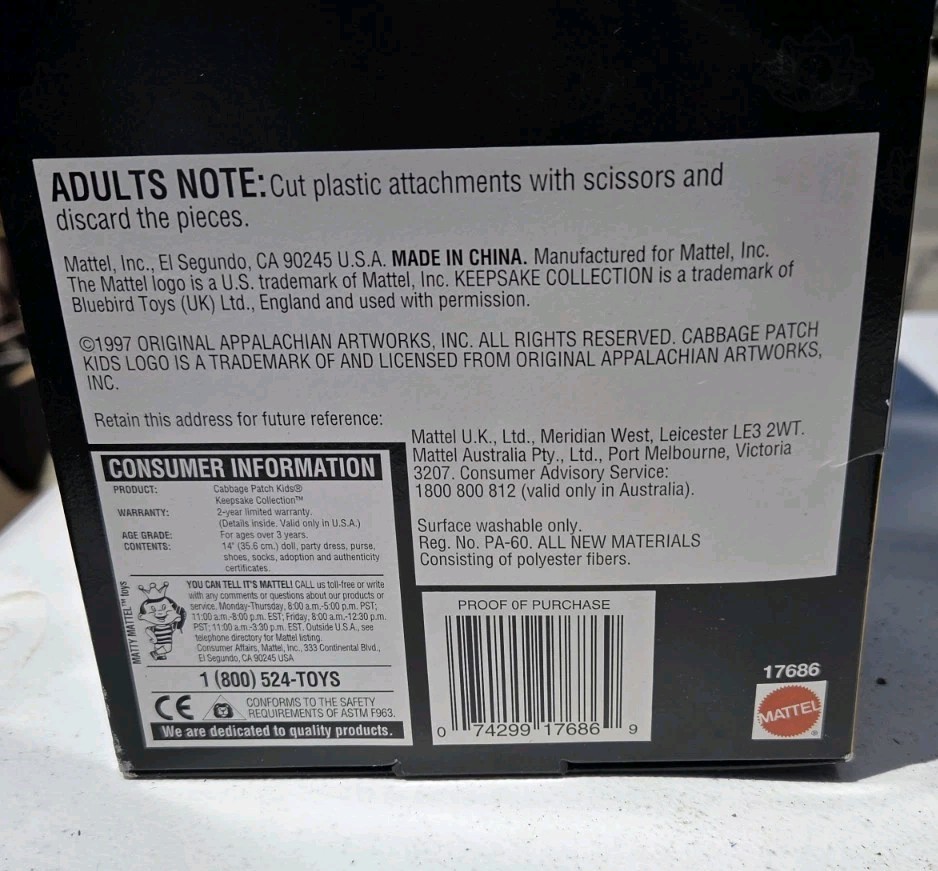 ADULTS NOTE: Cut plastic attachments with scissors and
discard the pieces.
Mattel, Inc., El Segundo, CA 90245 U.S.A. MADE IN CHINA. Manufactured for Mattel, Inc.
The Mattel logo is a U.S. trademark of Mattel, Inc. KEEPSAKE COLLECTION is a trademark of
Bluebird Toys (UK) Ltd., England and used with permission.
©1997 ORIGINAL APPALACHIAN ARTWORKS, INC. ALL RIGHTS RESERVED. CABBAGE PATCH
KIDS LOGO IS A TRADEMARK OF AND LICENSED FROM ORIGINAL APPALACHIAN ARTWORKS,
INC.
Retain this address for future reference:
Mattel U.K., Ltd., Meridian West, Leicester LE3 2WT.
Mattel Australia Pty., Ltd., Port Melbourne, Victoria
3207. Consumer Advisory Service:
1800 800 812 (valid only in Australia).
Surface washable only.
Reg. No. PA-60. ALL NEW MATERIALS
Consisting of polyester fibers.
CONSUMER INFORMATION
PRODUCT: Cabbage Patch Kids®
Keepsake Collection™
WARRANTY: 2-year limited warranty.
(Details inside. Valid only in U.S.A.)
AGE GRADE: For ages over 3 years.
CONTENTS: 14" (35.6 cm.) doll, party dress, purse,
shoes, socks, adoption and authenticity
certificates.
MATTY MATTEL™ toys
YOU CAN TELL IT'S MATTEL! CALL us toll-free or write
with any comments or questions about our products or
service. Monday-Thursday, 8:00 a.m.-5:00 p.m. PST;
11:00 a.m.-8:00 p.m. EST; Friday, 8:00 a.m.-12:30 p.m.
PST; 11:00 a.m.-3:30 p.m. EST. Outside U.S.A., see
telephone directory for Mattel listing.
Consumer Affairs, Mattel, Inc., 333 Continental Blvd.,
El Segundo, CA 90245 USA
1 (800) 524-TOYS
CE
CONFORMS TO THE SAFETY
REQUIREMENTS OF ASTM F963.
We are dedicated to quality products.
PROOF OF PURCHASE
0 74299 17686 9
17686
MATTEL®